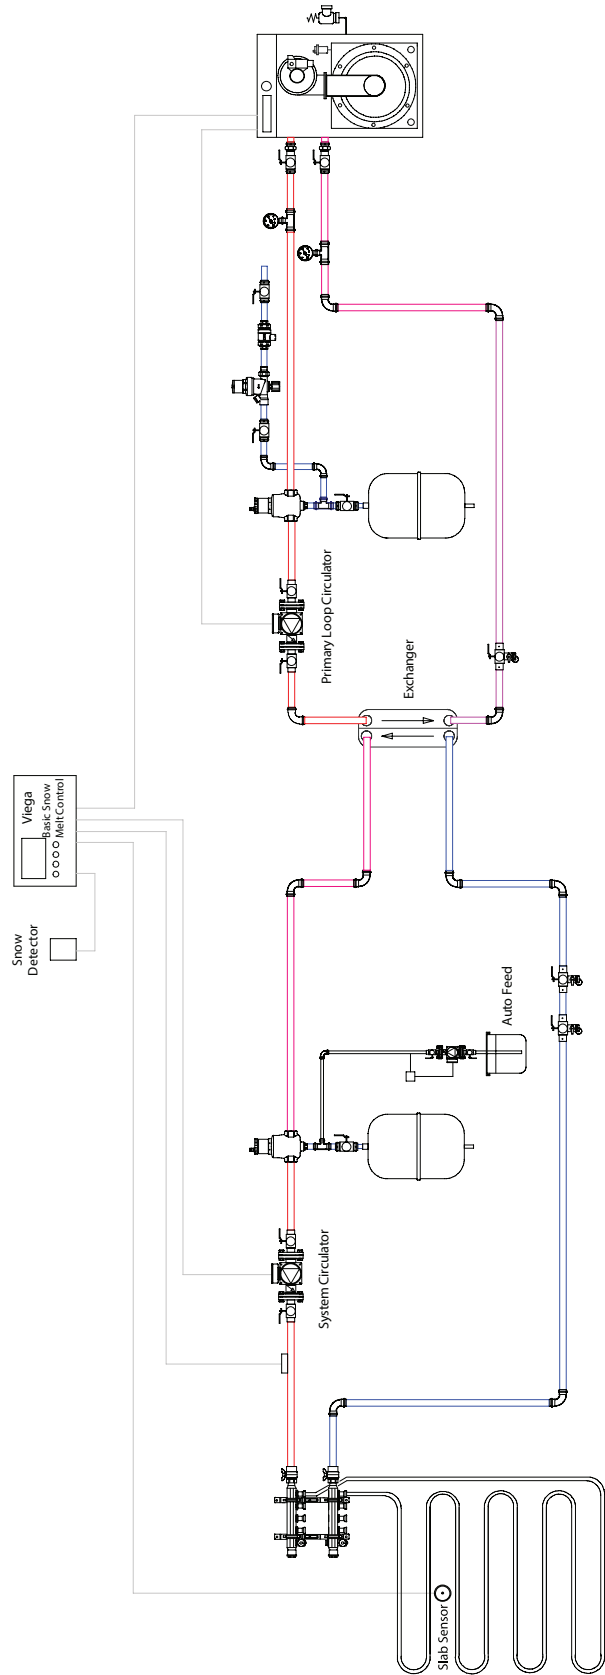 Viega
Basic Snow
Melt Control
Snow
Detector
Primary Loop Circulator
Exchanger
Auto Feed
System Circulator
Slab Sensor